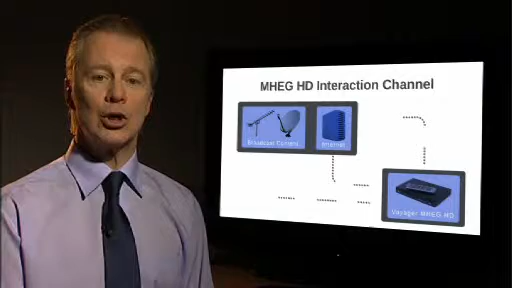 MHEG HD Interaction Channel
Broadcast Content
Internet
Voyager MHEG HD